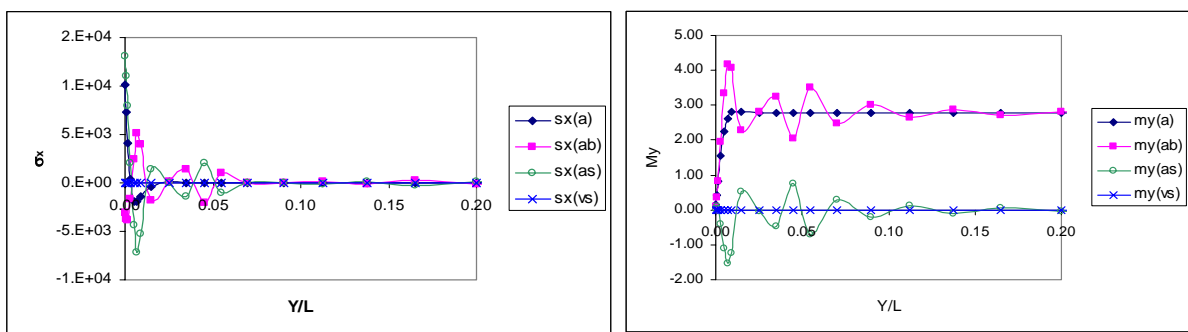 2.E+04
1.E+04
5.E+03
0.E+00
-5.E+03
-1.E+04
0.00
0.05
0.10
0.15
0.20
σx
Y/L
sx(a)
sx(ab)
sx(as)
sx(vs)
5.00
4.00
3.00
2.00
1.00
0.00
-1.00
-2.00
0.00
0.05
0.10
0.15
0.20
My
Y/L
my(a)
my(ab)
my(as)
my(vs)